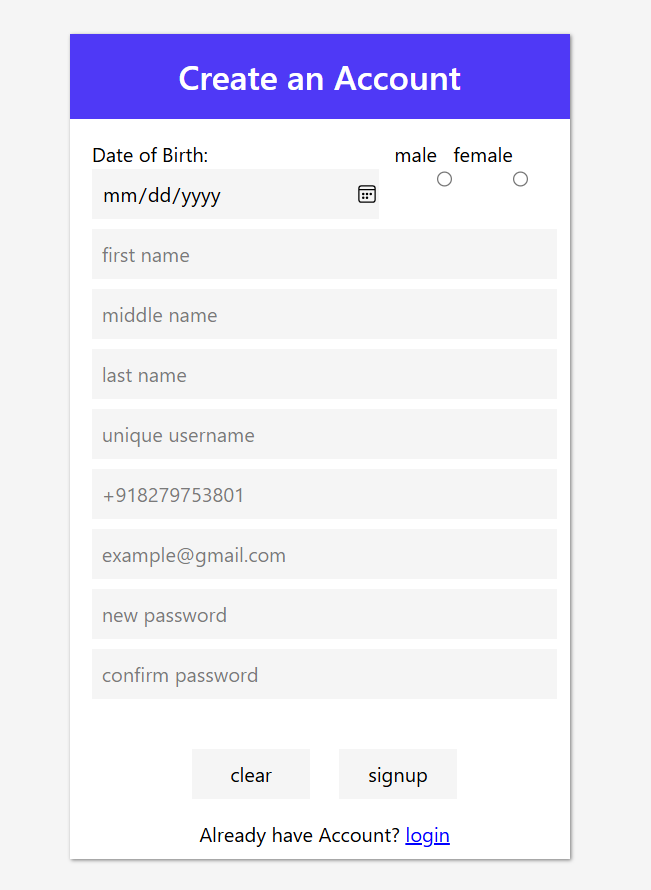 Create an Account
Date of Birth: male female
mm/dd/yyyy
first name
middle name
last name
unique username
+918279753801
example@gmail.com
new password
confirm password
clear signup
Already have Account? login